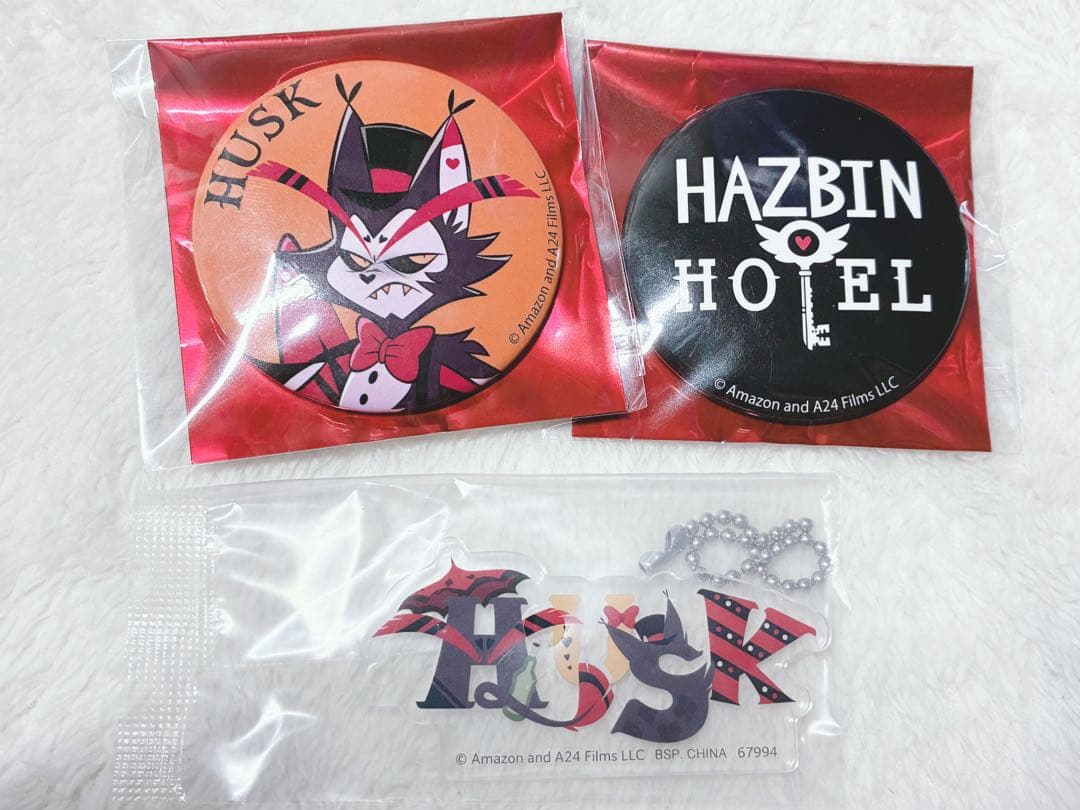 HUSK
© Amazon and A24 Films LLC
HAZBIN
HOTEL
© Amazon and A24 Films LLC
HUSK
© Amazon and A24 Films LLC BSP. CHINA 67994